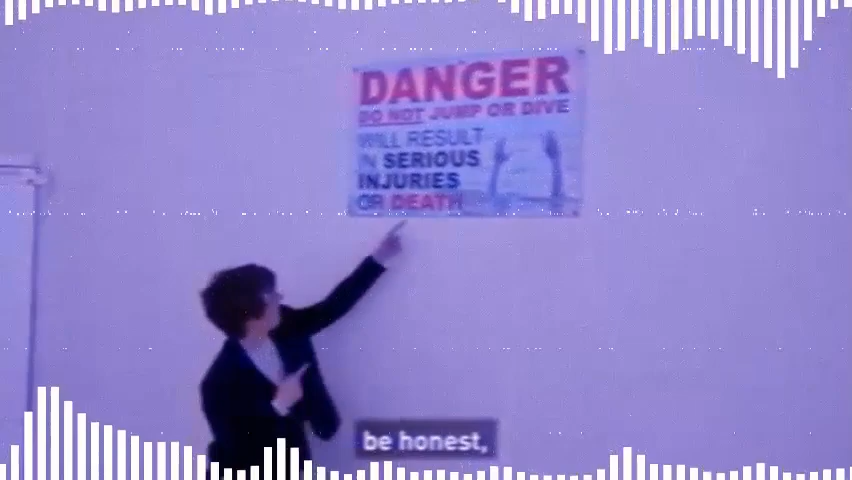 DANGER
DO NOT JUMP OR DIVE
WILL RESULT
IN SERIOUS
INJURIES
OR DEATH
be honest,